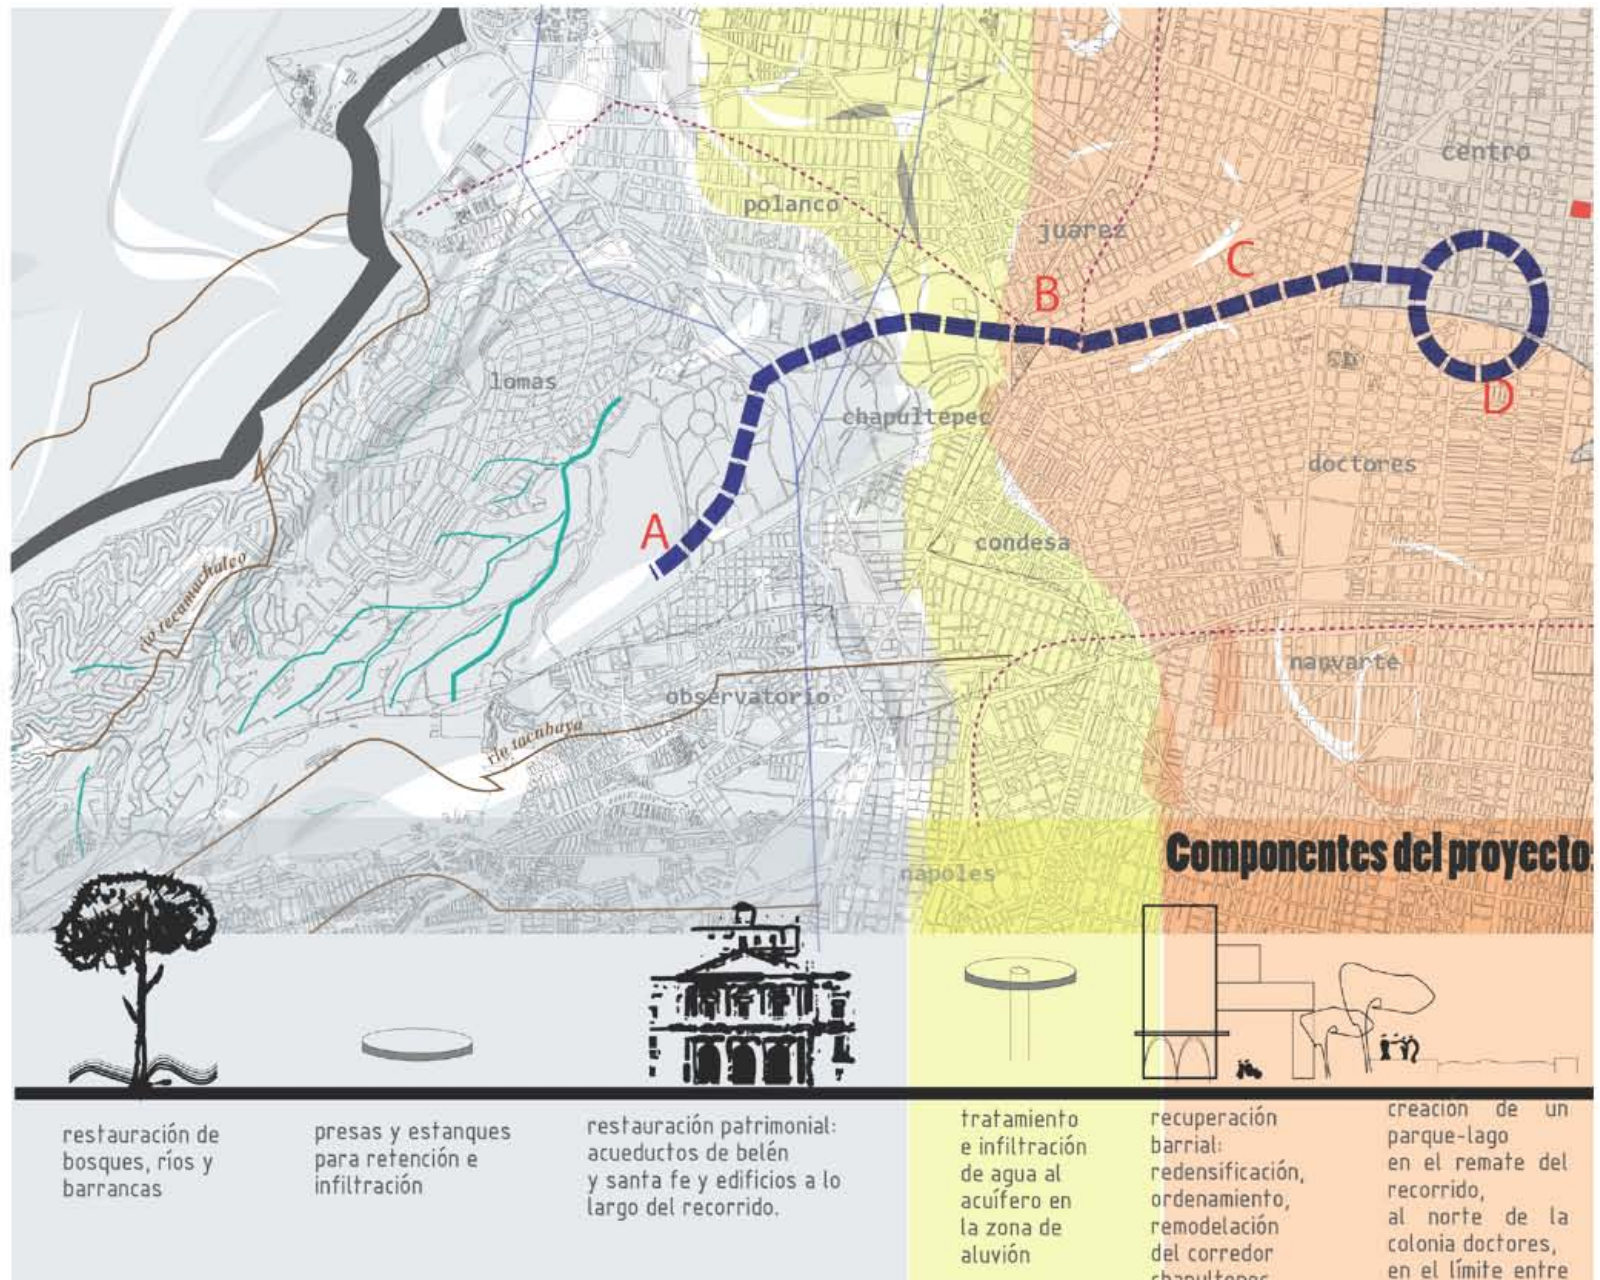 centro
polanco
juárez
C
B
lomas
chapultepec
D
doctores
A
condesa
río tecamachalco
napvarte
observatorio
río tacubaya
Componentes del proyecto:
napoles
restauración de
bosques, ríos y
barrancas
presas y estanques
para retención e
infiltración
restauración patrimonial:
acueductos de belén
y santa fe y edificios a lo
largo del recorrido.
tratamiento
e infiltración
de agua al
acuífero en
la zona de
aluvión
recuperación
barrial:
redensificación,
ordenamiento,
remodelación
del corredor
chapultepec
creación de un
parque-lago
en el remate del
recorrido,
al norte de la
colonia doctores,
en el límite entre